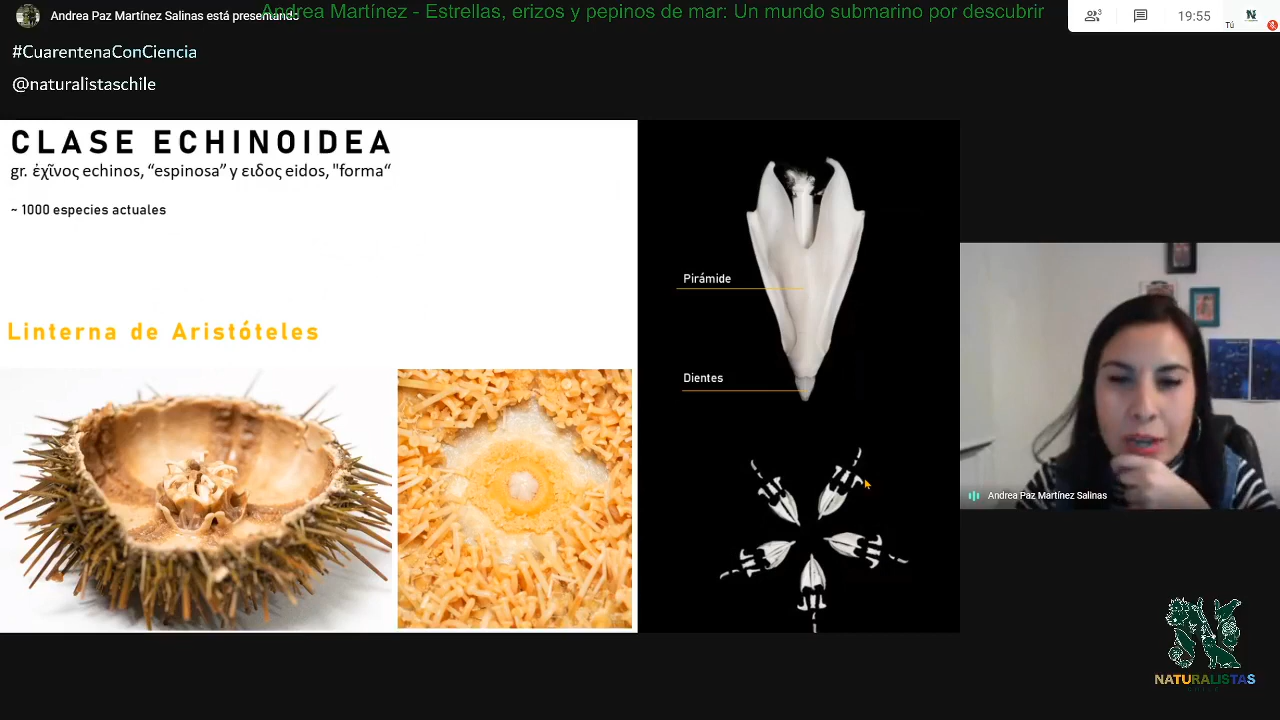 Andrea Paz Martínez Salinas está presentando
Andrea Martínez - Estrellas, erizos y pepinos de mar: Un mundo submarino por descubrir
3
19:55
Tú
#CuarentenaConCiencia
@naturalistaschile
CLASE ECHINOIDEA
gr. ἐχῖνος echinos, “espinosa” y ειδος eidos, "forma“
~ 1000 especies actuales
Linterna de Aristóteles
Pirámide
Dientes
Andrea Paz Martínez Salinas
NATURALISTAS
CHILE